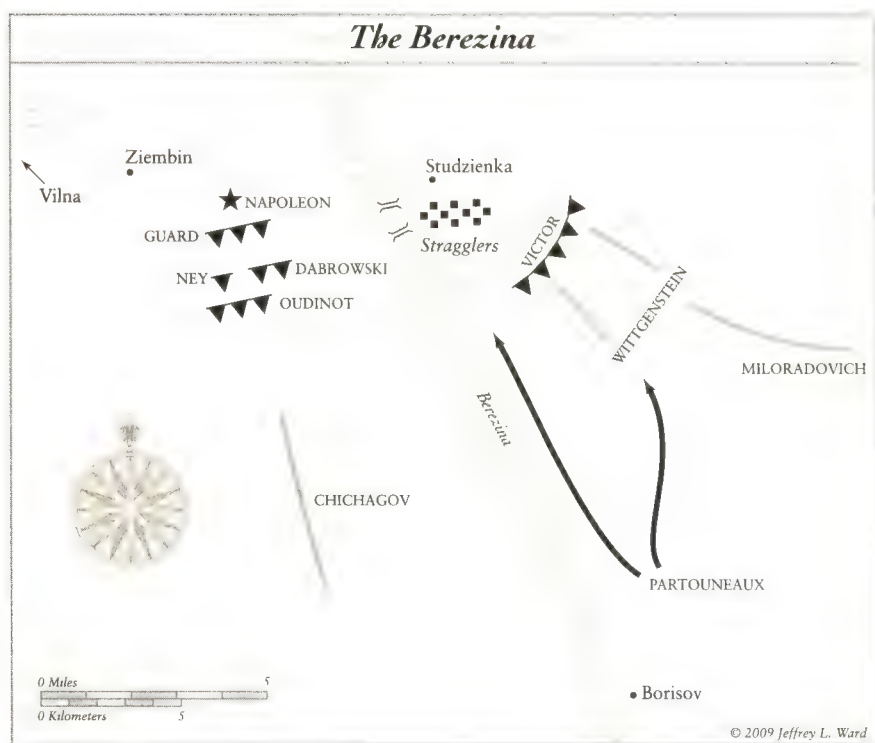 The Berezina
Ziembin
Vilna
NAPOLEON
GUARD
NEY
DABROWSKI
OUDINOT
Studzienka
Stragglers
VICTOR
WITTGENSTEIN
MILORADOVICH
Berezina
CHICHAGOV
PARTOUNEAUX
Borisov
0 Miles 5
0 Kilometers 5
© 2009 Jeffrey L. Ward